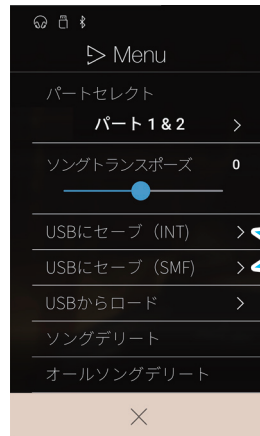 Menu
パートセレクト
パート1&2
ソングトランスポーズ 0
USBにセーブ（INT）
USBにセーブ（SMF）
USBからロード
ソングデリート
オールソングデリート